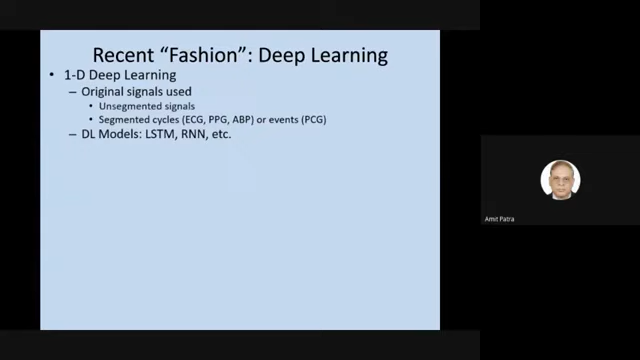 Recent “Fashion”: Deep Learning
• 1-D Deep Learning
– Original signals used
• Unsegmented signals
• Segmented cycles (ECG, PPG, ABP) or events (PCG)
– DL Models: LSTM, RNN, etc.
Amit Patra